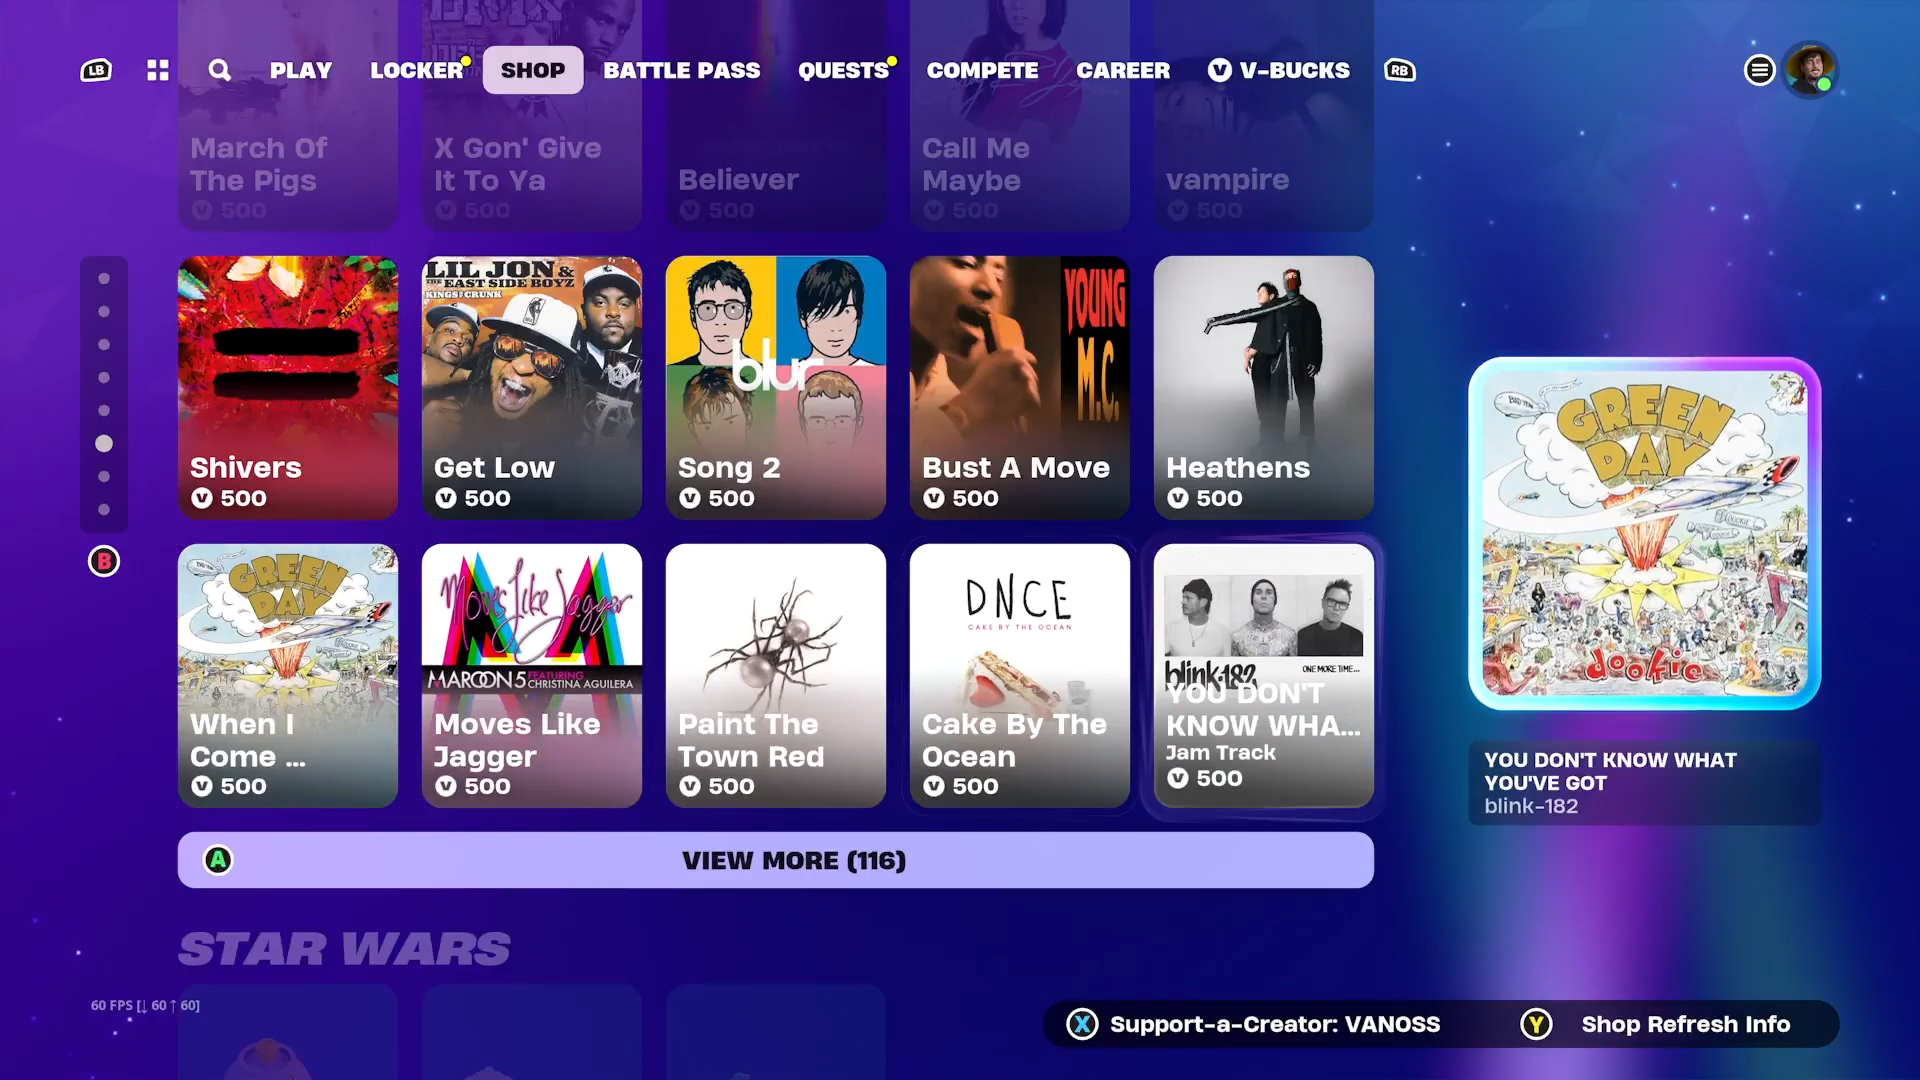 LB
PLAY
LOCKER
SHOP
BATTLE PASS
QUESTS
COMPETE
CAREER
V-BUCKS
RB
March Of
The Pigs
500
X Gon' Give
It To Ya
500
Believer
500
Call Me
Maybe
500
vampire
500
Shivers
500
LIL JON &
THE EAST SIDE BOYZ
KINGS OF CRUNK
Get Low
500
blur
Song 2
500
YOUNG
M.C.
Bust A Move
500
Heathens
500
B
GREEN
DAY
When I
Come ...
500
Moves Like Jagger
MAROON 5 FEATURING
CHRISTINA AGUILERA
Moves Like
Jagger
500
Paint The
Town Red
500
DNCE
CAKE BY THE OCEAN
Cake By The
Ocean
500
blink-182
ONE MORE TIME...
YOU DON'T
KNOW WHA...
Jam Track
500
GREEN
DAY
dookie
YOU DON'T KNOW WHAT
YOU'VE GOT
blink-182
A
VIEW MORE (116)
STAR WARS
60 FPS [↓ 60 ↑ 60]
X
Support-a-Creator: VANOSS
Y
Shop Refresh Info